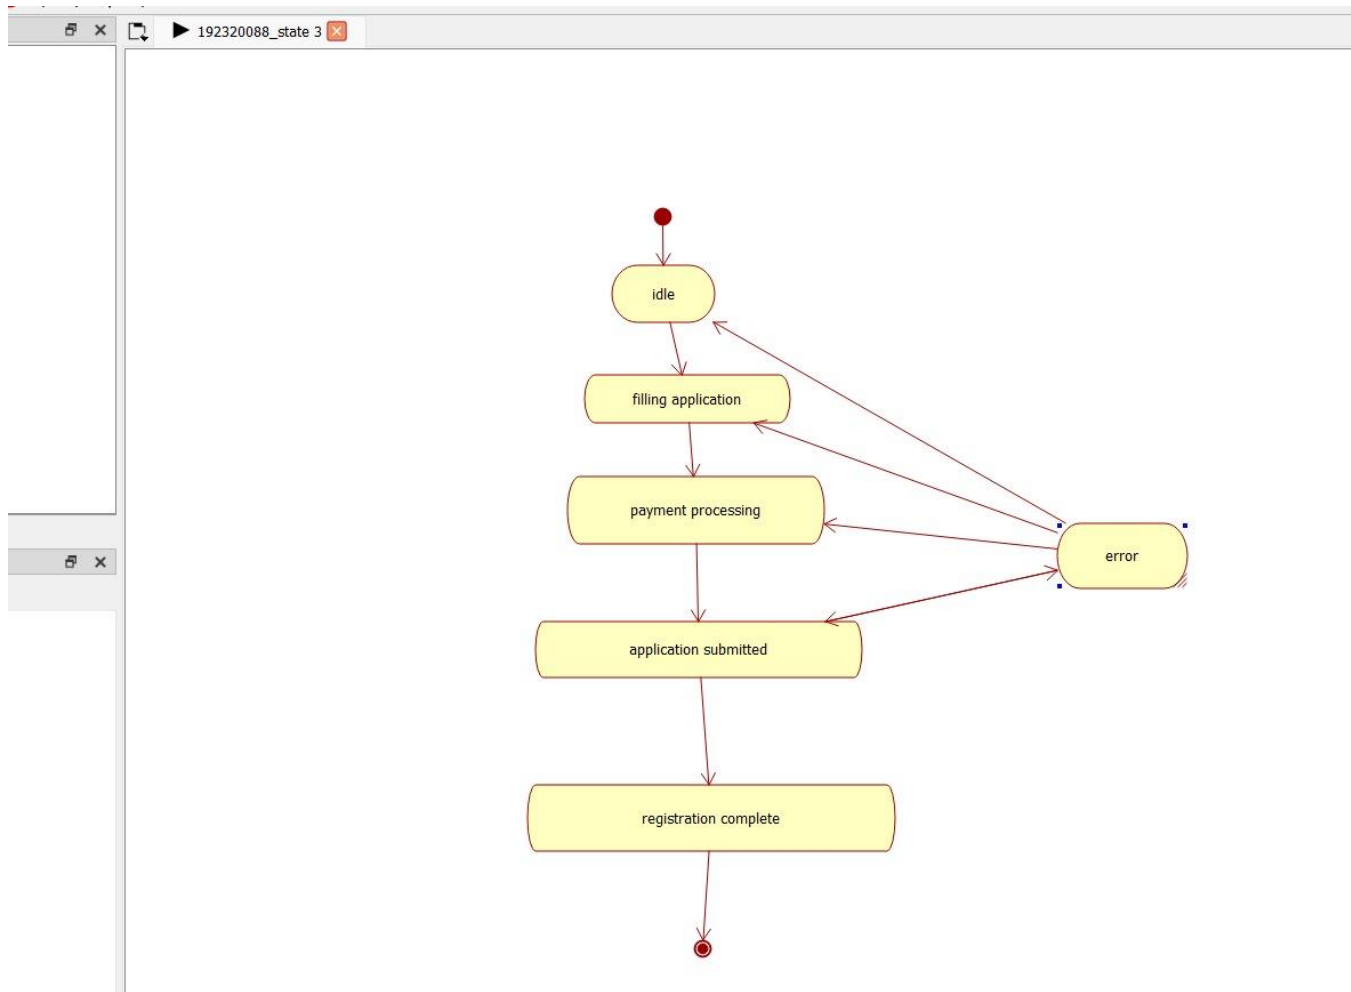 192320088_state 3
idle
filling application
payment processing
error
application submitted
registration complete